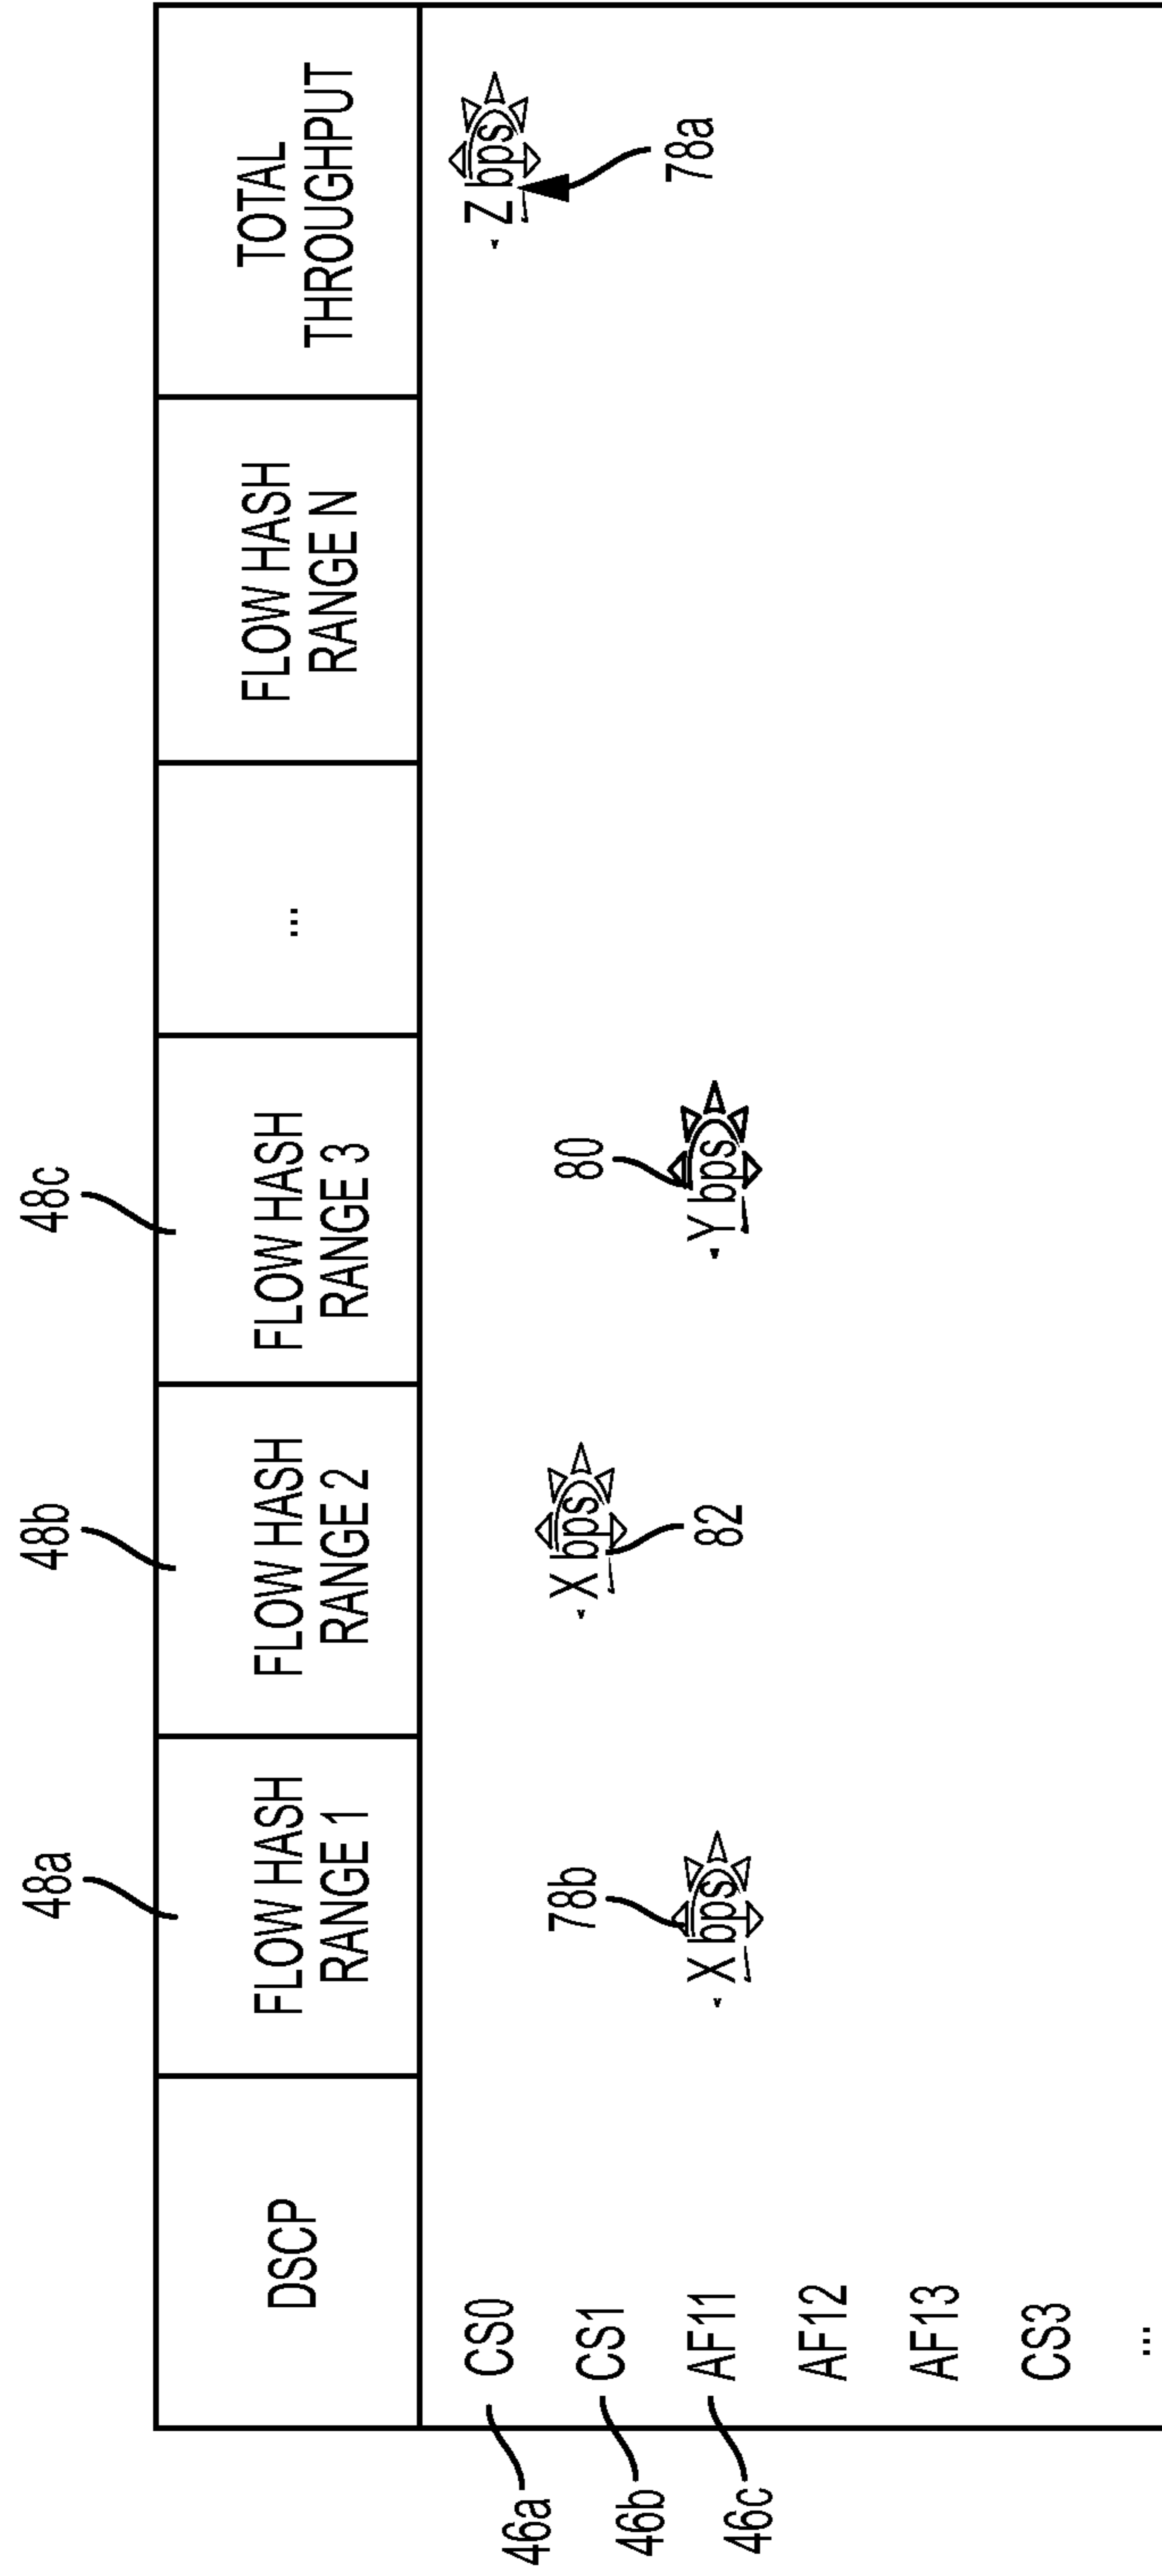 48a
48b
48c
DSCP
FLOW HASH
RANGE 1
FLOW HASH
RANGE 2
FLOW HASH
RANGE 3
...
FLOW HASH
RANGE N
TOTAL
THROUGHPUT
46a
CS0
Z bps
78a
46b
CS1
X bps
82
78b
80
46c
AF11
X bps
Y bps
AF12
AF13
CS3
...